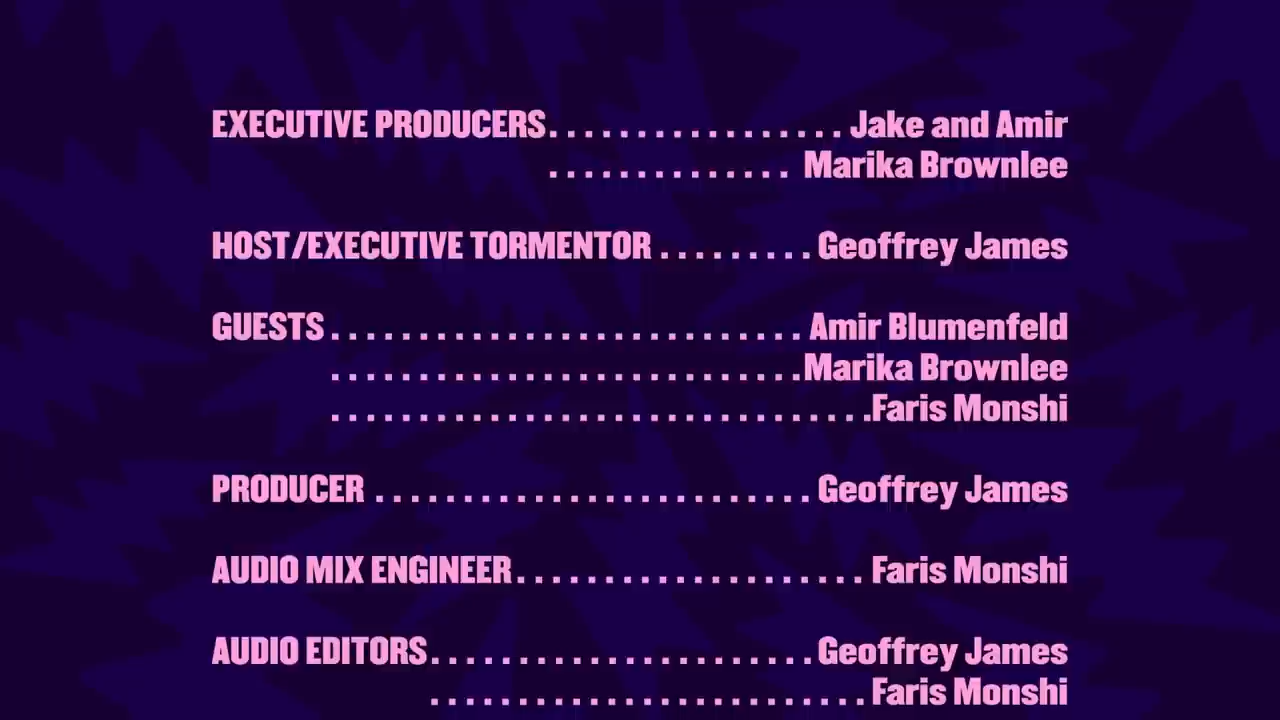 EXECUTIVE PRODUCERS................. Jake and Amir
.............. Marika Brownlee
HOST/EXECUTIVE TORMENTOR ......... Geoffrey James
GUESTS ........................... Amir Blumenfeld
...........................Marika Brownlee
...............................Faris Monshi
PRODUCER ......................... Geoffrey James
AUDIO MIX ENGINEER.................... Faris Monshi
AUDIO EDITORS......................Geoffrey James
......................... Faris Monshi